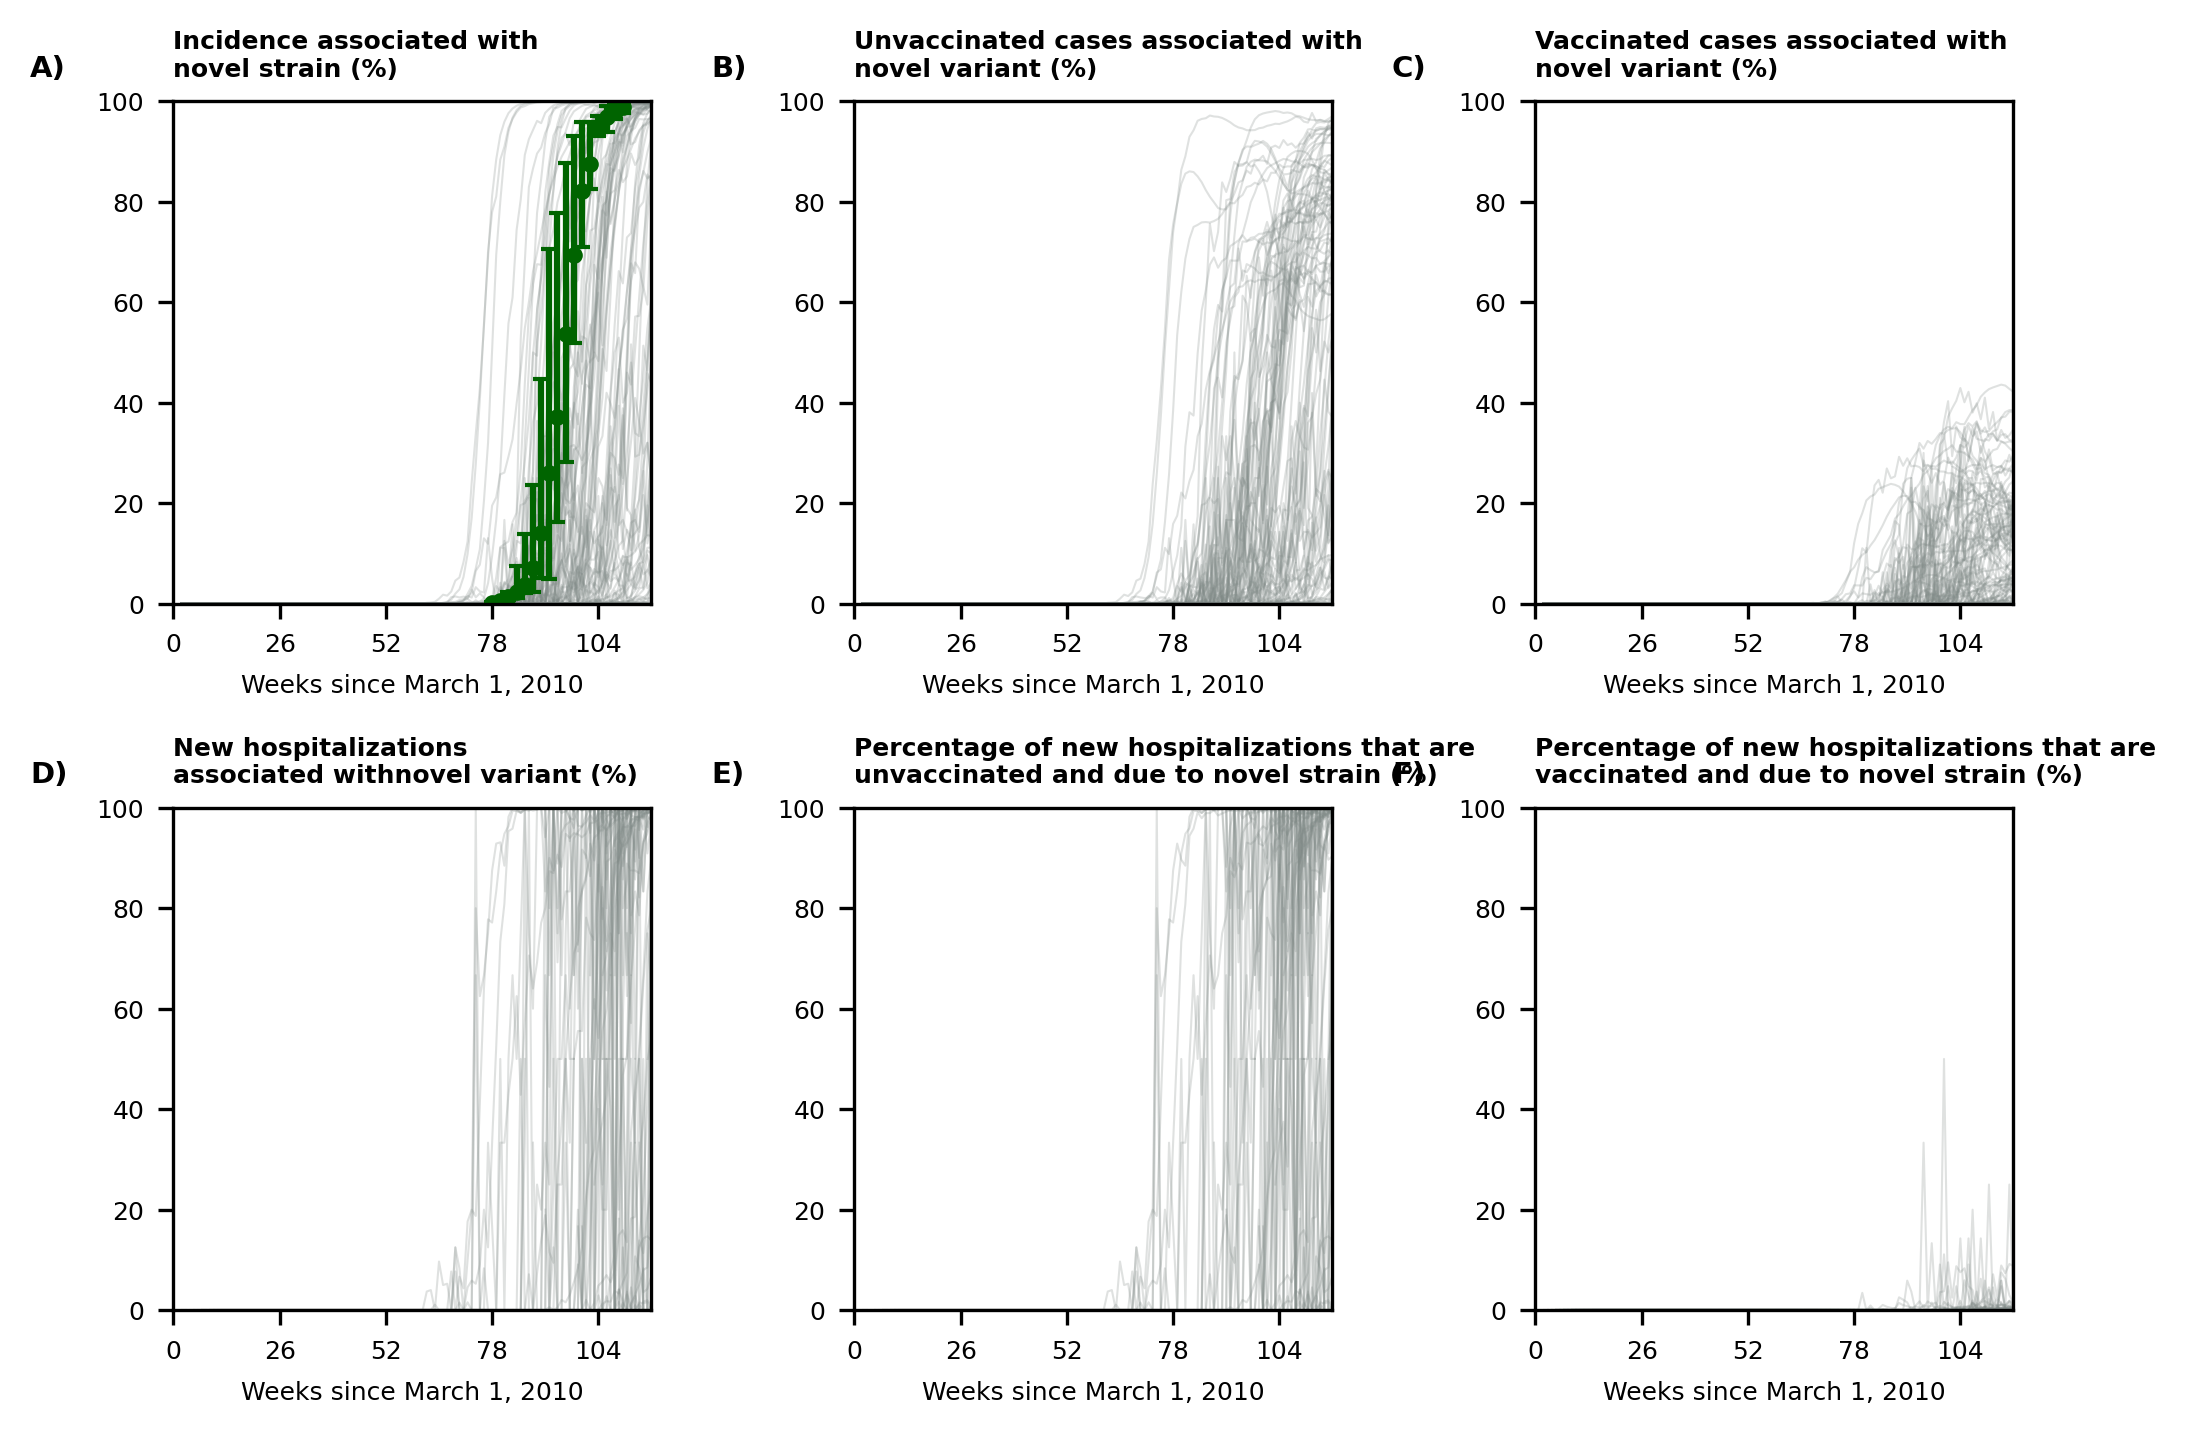 A)
Incidence associated with
novel strain (%)
100
80
60
40
20
0
0 26 52 78 104
Weeks since March 1, 2010
B)
Unvaccinated cases associated with
novel variant (%)
100
80
60
40
20
0
0 26 52 78 104
Weeks since March 1, 2010
C)
Vaccinated cases associated with
novel variant (%)
100
80
60
40
20
0
0 26 52 78 104
Weeks since March 1, 2010
D)
New hospitalizations
associated withnovel variant (%)
100
80
60
40
20
0
0 26 52 78 104
Weeks since March 1, 2010
E)
Percentage of new hospitalizations that are
unvaccinated and due to novel strain (%)
100
80
60
40
20
0
0 26 52 78 104
Weeks since March 1, 2010
F)
Percentage of new hospitalizations that are
vaccinated and due to novel strain (%)
100
80
60
40
20
0
0 26 52 78 104
Weeks since March 1, 2010